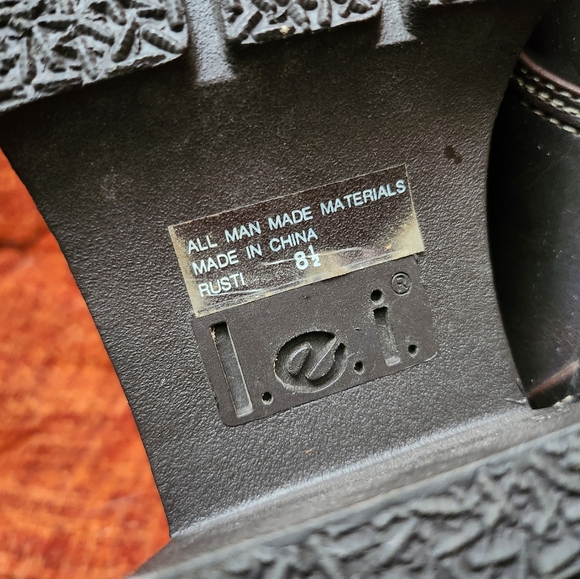 ALL MAN MADE MATERIALS
MADE IN CHINA
RUSTI 8½
l.e.i.®